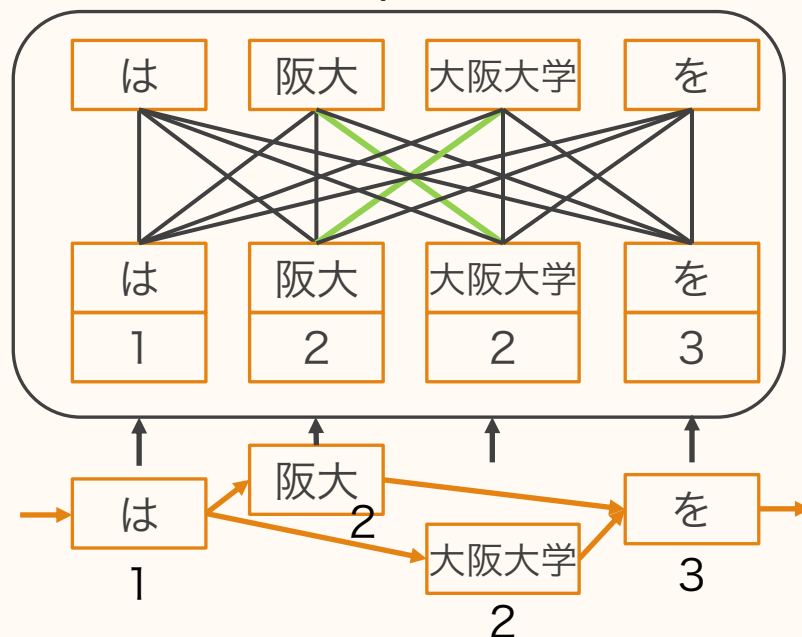 は 阪大 大阪大学 を
は 阪大 大阪大学 を
1 2 2 3
阪大
は 2 を
大阪大学
1 3
2